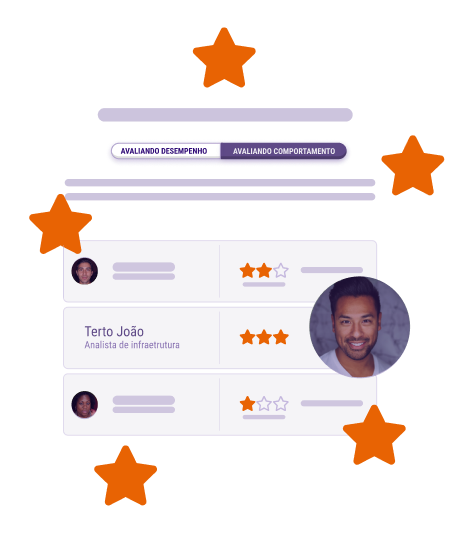 AVALIANDO DESEMPENHO
AVALIANDO COMPORTAMENTO
Terto João
Analista de infraetrutura